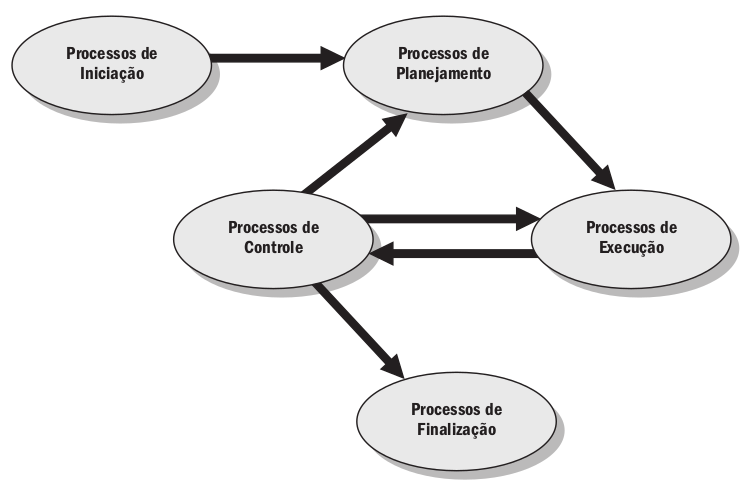 Processos de
Iniciação
Processos de
Planejamento
Processos de
Controle
Processos de
Execução
Processos de
Finalização